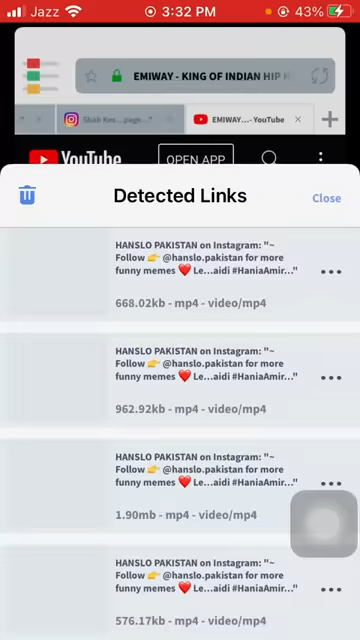 Jazz 3:32 PM 43%
EMIWAY - KING OF INDIAN HIP H
Shah Kes...page..." EMIWAY...- YouTube
YouTube OPEN APP
Detected Links Close
HANSLO PAKISTAN on Instagram: "~
Follow 👉 @hanslo.pakistan for more
funny memes ❤️ Le...aidi #HaniaAmir..."
668.02kb - mp4 - video/mp4
HANSLO PAKISTAN on Instagram: "~
Follow 👉 @hanslo.pakistan for more
funny memes ❤️ Le...aidi #HaniaAmir..."
962.92kb - mp4 - video/mp4
HANSLO PAKISTAN on Instagram: "~
Follow 👉 @hanslo.pakistan for more
funny memes ❤️ Le...aidi #HaniaAmir..."
1.90mb - mp4 - video/mp4
HANSLO PAKISTAN on Instagram: "~
Follow 👉 @hanslo.pakistan for more
funny memes ❤️ Le...aidi #HaniaAmir..."
576.17kb - mp4 - video/mp4